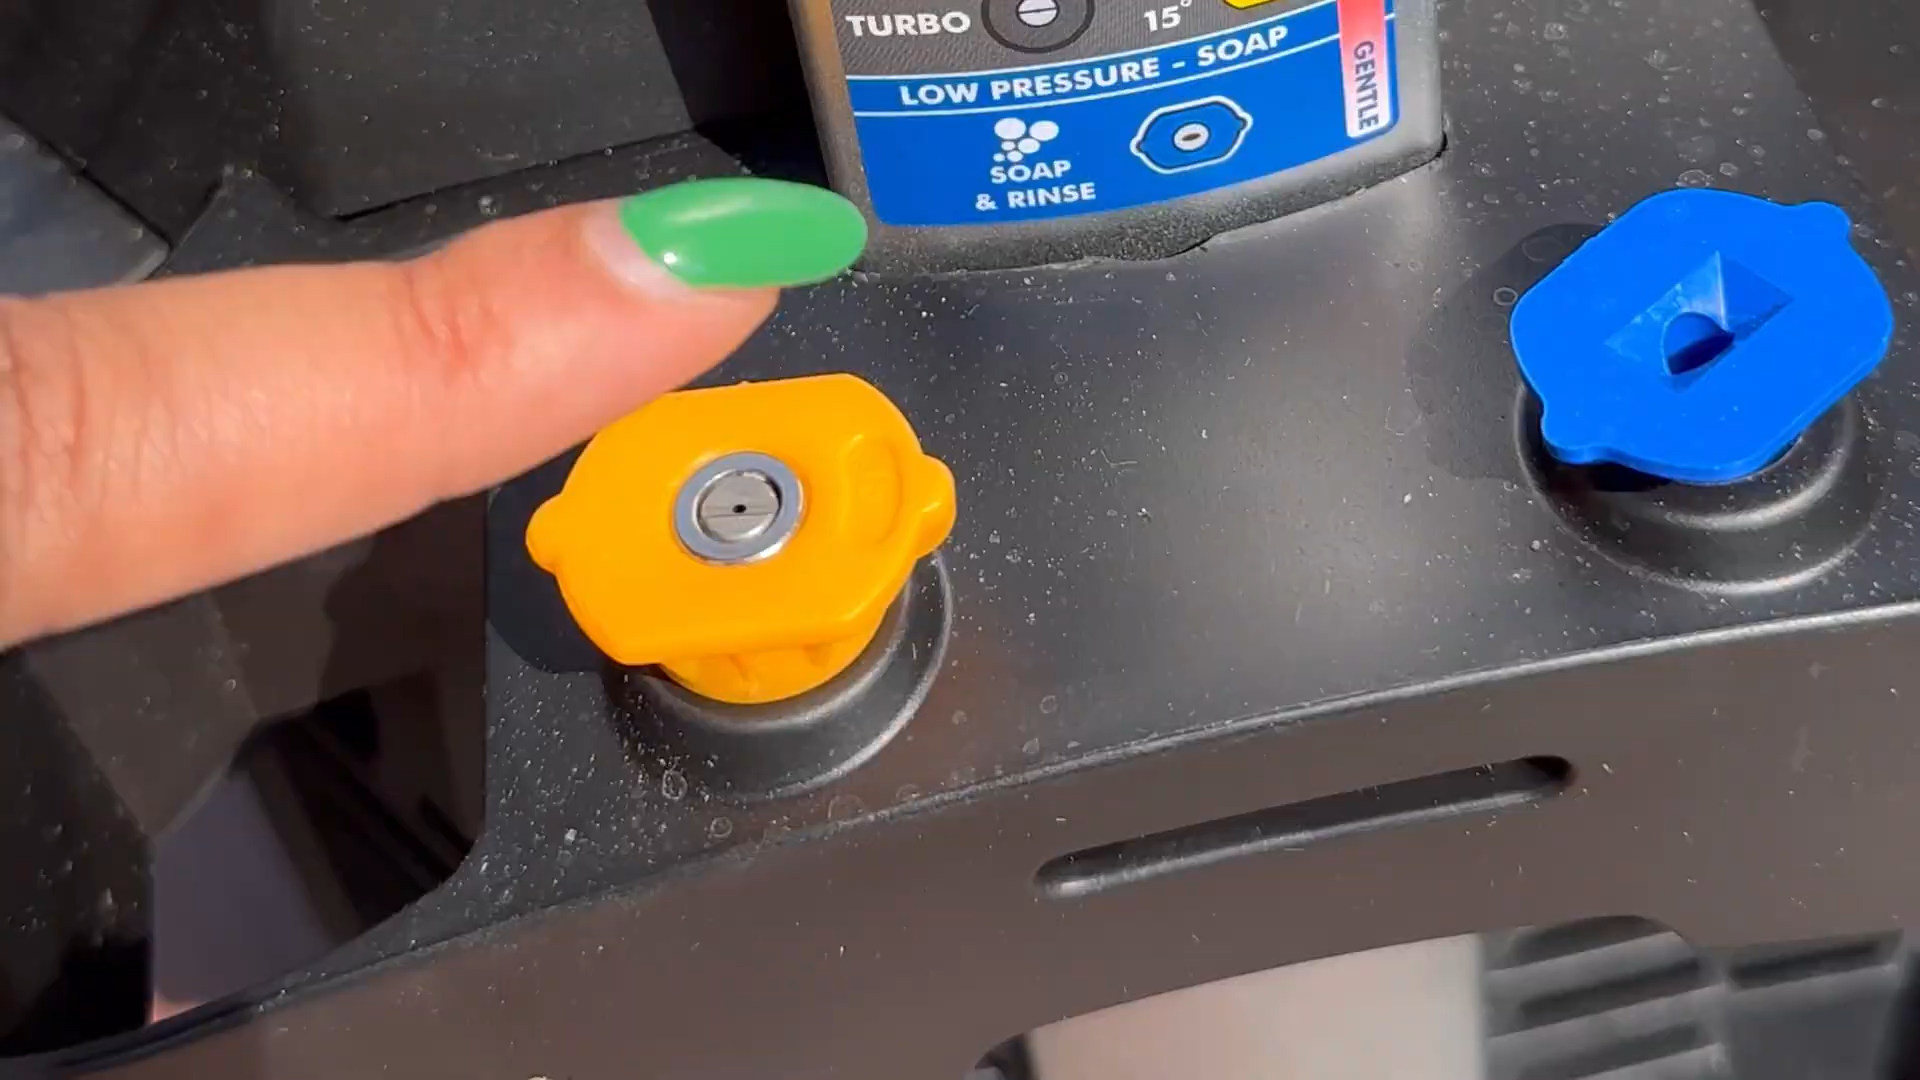 TURBO
15°
LOW PRESSURE - SOAP
SOAP
& RINSE
GENTLE